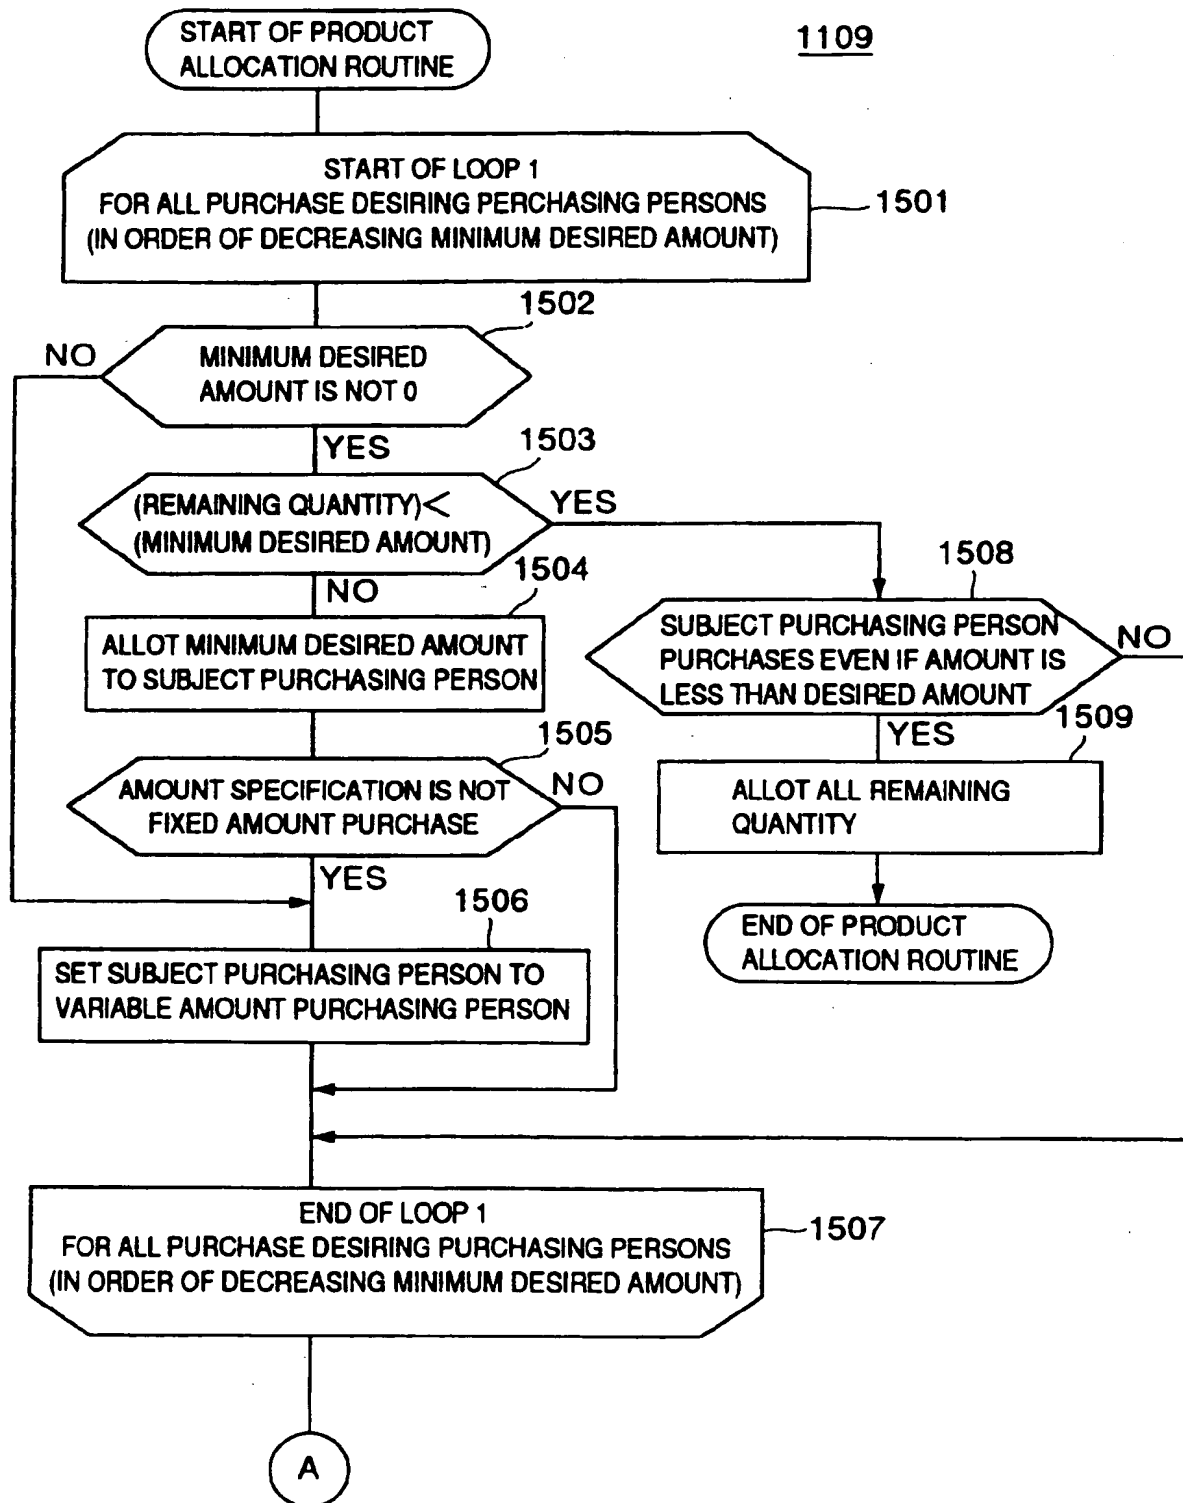 START OF PRODUCT
ALLOCATION ROUTINE
1109
START OF LOOP 1
FOR ALL PURCHASE DESIRING PERCHASING PERSONS
(IN ORDER OF DECREASING MINIMUM DESIRED AMOUNT)
1501
1502
NO
MINIMUM DESIRED
AMOUNT IS NOT 0
YES
1503
(REMAINING QUANTITY)<
(MINIMUM DESIRED AMOUNT)
YES
NO
1504
ALLOT MINIMUM DESIRED AMOUNT
TO SUBJECT PURCHASING PERSON
1508
SUBJECT PURCHASING PERSON
PURCHASES EVEN IF AMOUNT IS
LESS THAN DESIRED AMOUNT
NO
YES
1509
ALLOT ALL REMAINING
QUANTITY
END OF PRODUCT
ALLOCATION ROUTINE
1505
AMOUNT SPECIFICATION IS NOT
FIXED AMOUNT PURCHASE
NO
YES
1506
SET SUBJECT PURCHASING PERSON TO
VARIABLE AMOUNT PURCHASING PERSON
END OF LOOP 1
FOR ALL PURCHASE DESIRING PURCHASING PERSONS
(IN ORDER OF DECREASING MINIMUM DESIRED AMOUNT)
1507
A